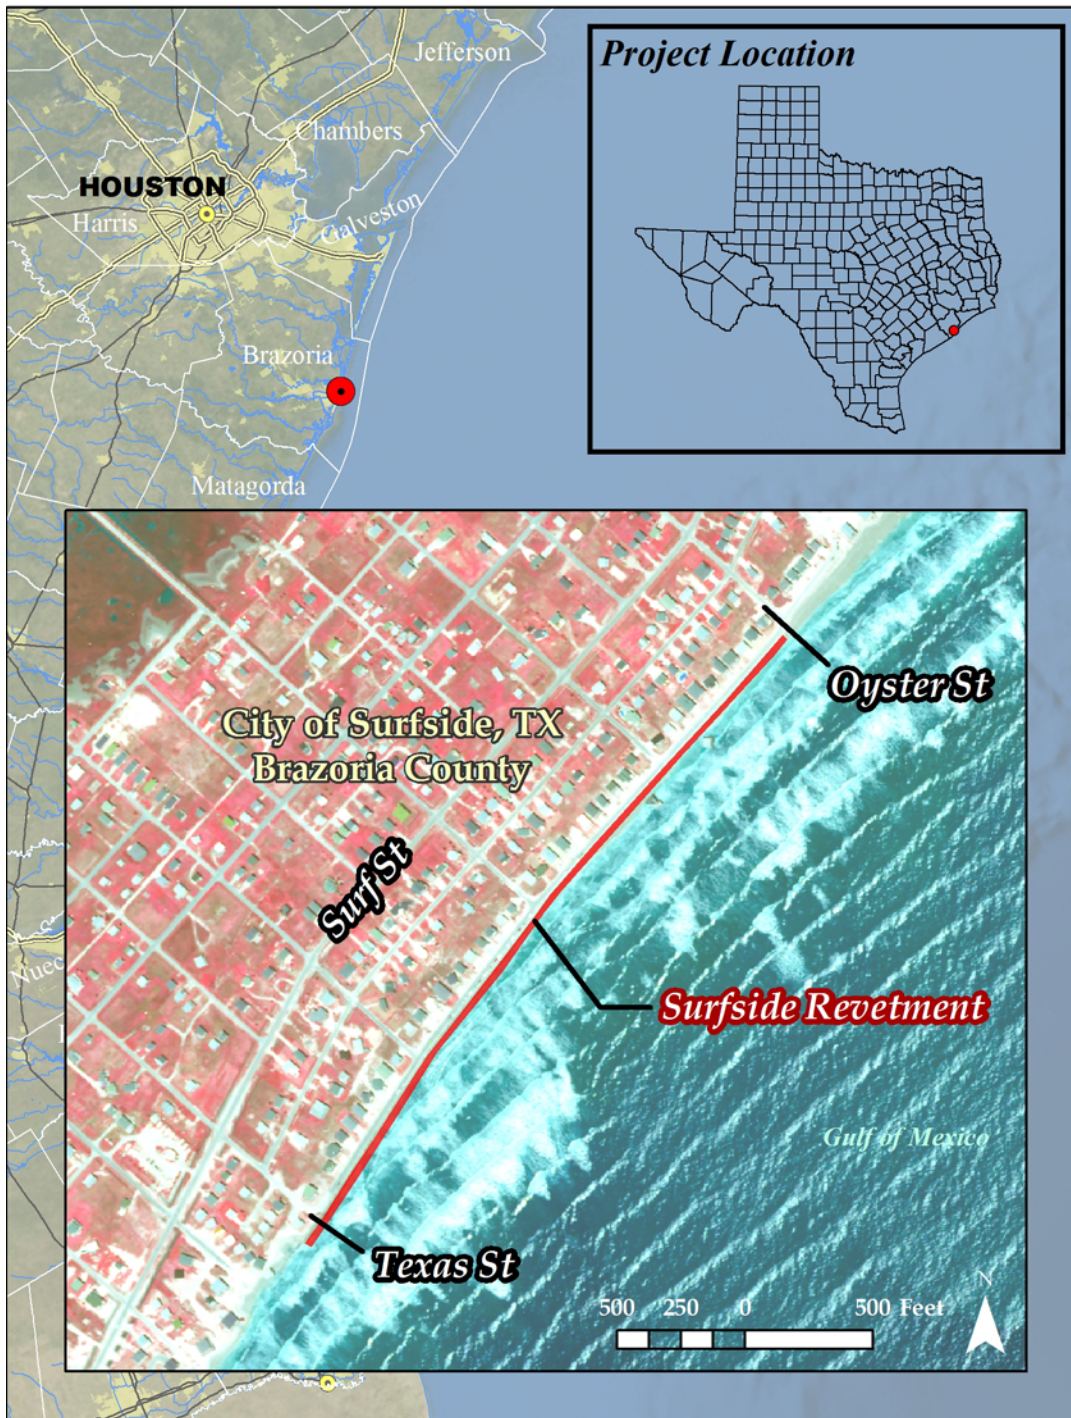 Jefferson
Project Location
Chambers
HOUSTON
Harris
Galveston
Brazoria
Matagorda
Oyster St
City of Surfside, TX
Brazoria County
Surf St
Nuec
Surfside Revetment
Gulf of Mexico
Texas St
N
500 250 0 500 Feet